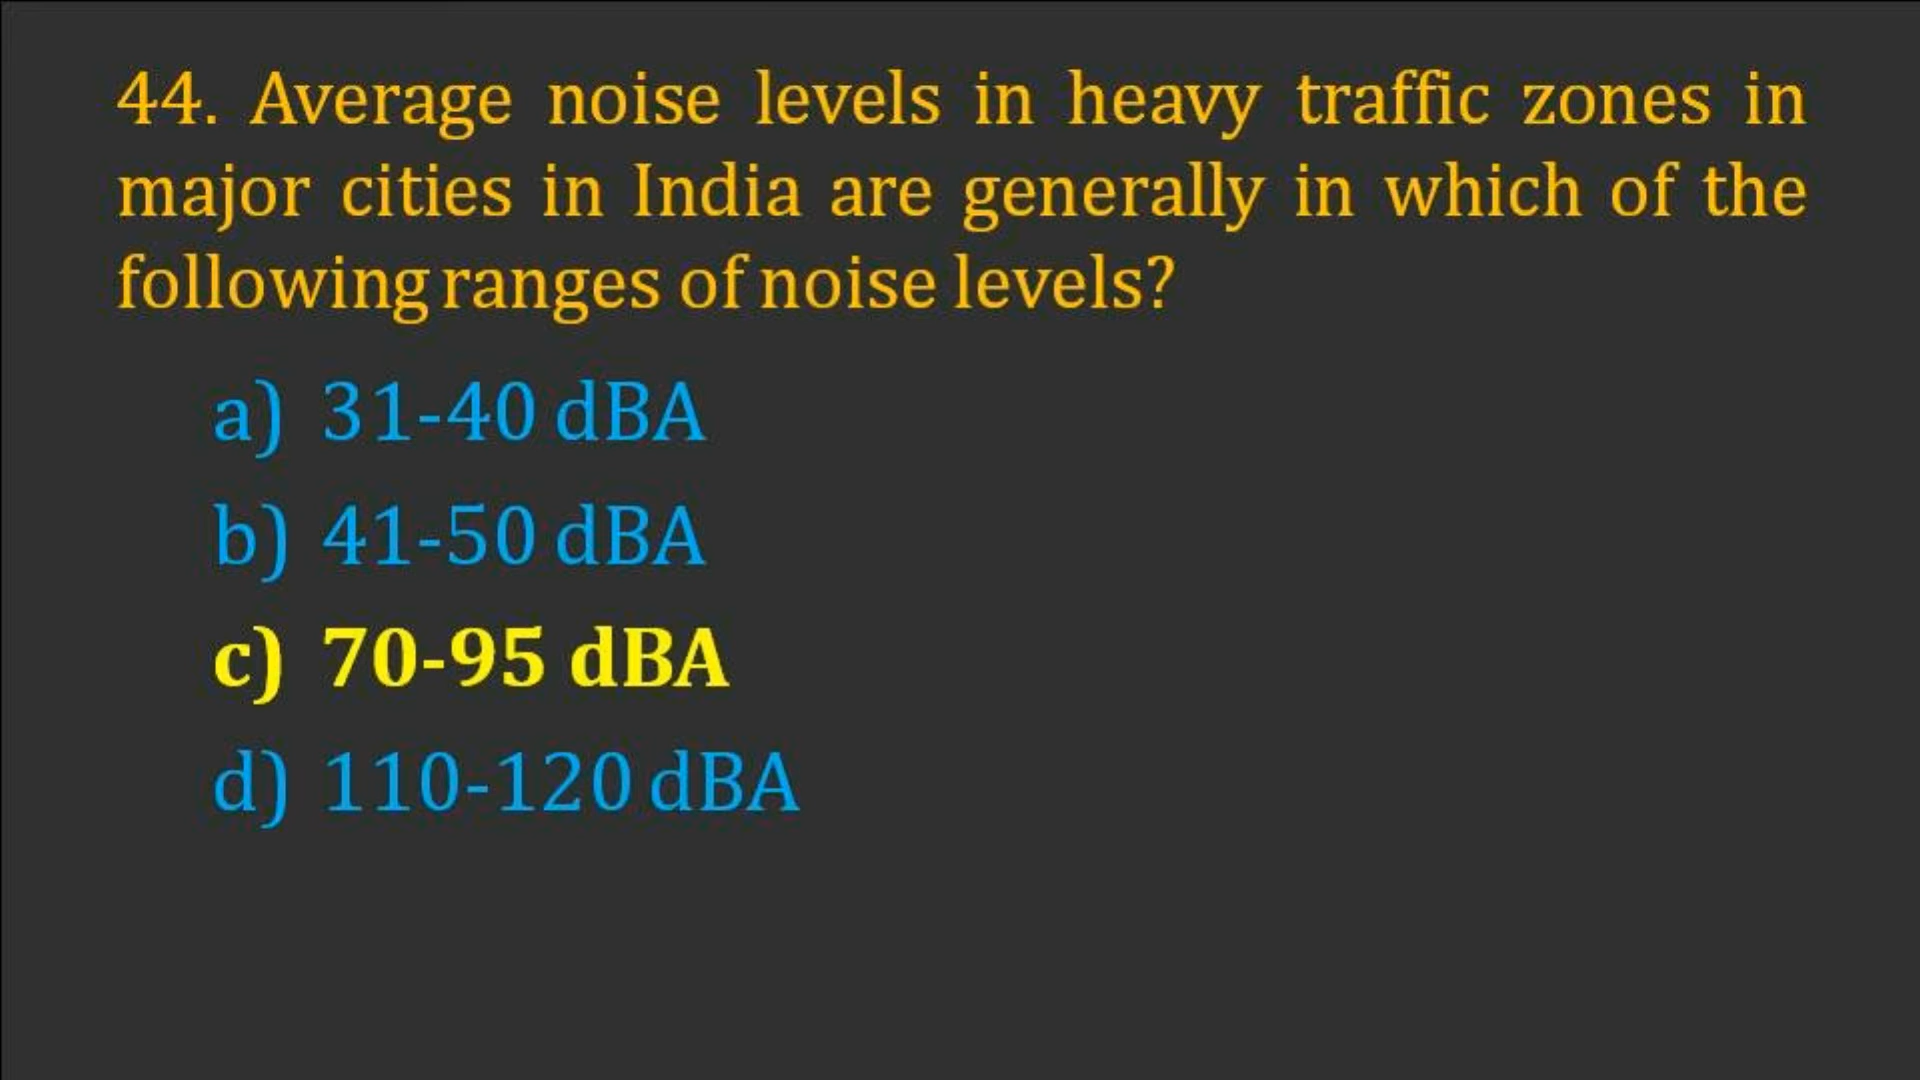 44. Average noise levels in heavy traffic zones in
major cities in India are generally in which of the
following ranges of noise levels?
a) 31-40 dBA
b) 41-50 dBA
c) 70-95 dBA
d) 110-120 dBA